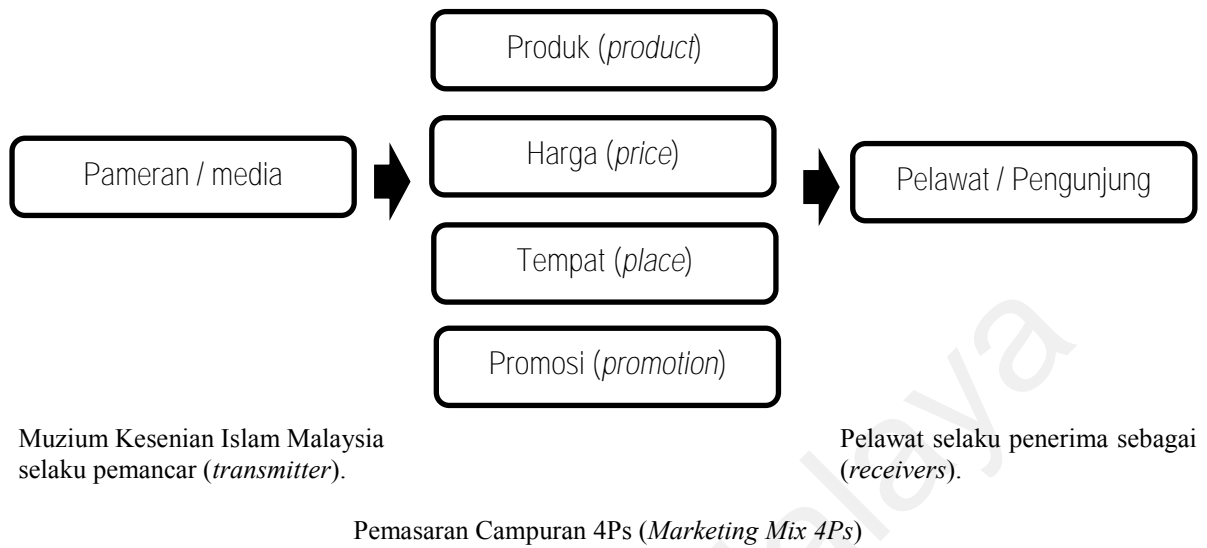 Produk (product)
Harga (price)
Pameran / media
Pelawat / Pengunjung
Tempat (place)
Promosi (promotion)
Muzium Kesenian Islam Malaysia
selaku pemancar (transmitter).
Pelawat selaku penerima sebagai
(receivers).
Pemasaran Campuran 4Ps (Marketing Mix 4Ps)